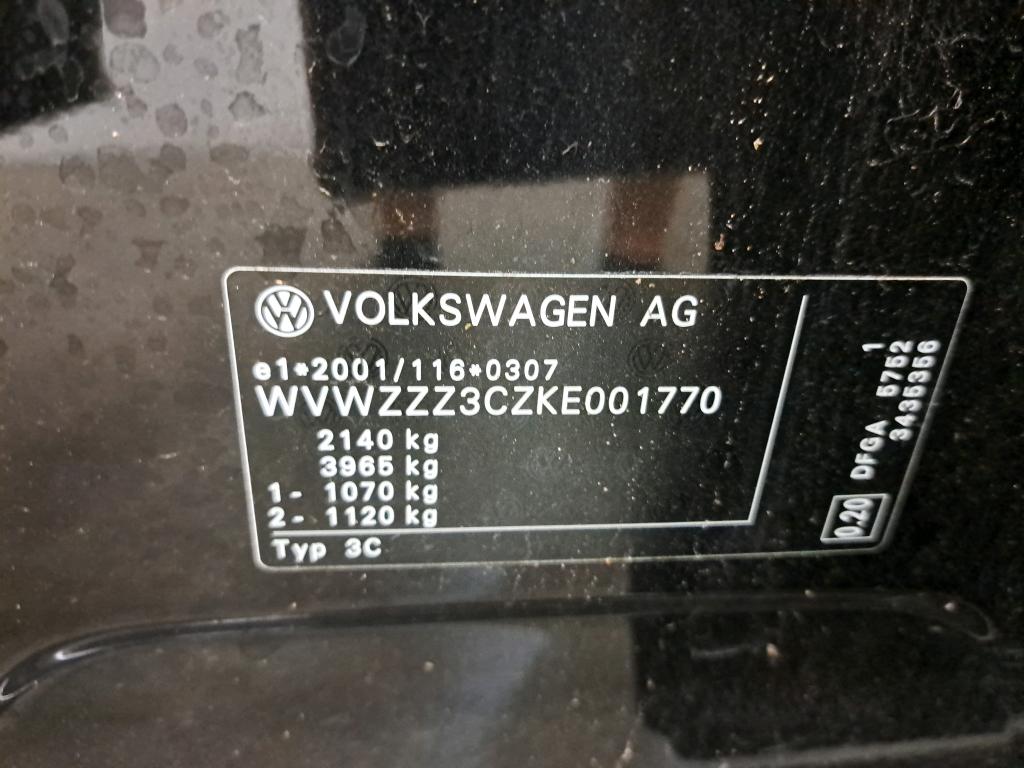 VOLKSWAGEN AG
e1*2001/116*0307
WVWZZZ3CZKE001770
2140 kg
3965 kg
1- 1070 kg
2- 1120 kg
Typ 3C
1
DFGA 5752
3435356
0.20